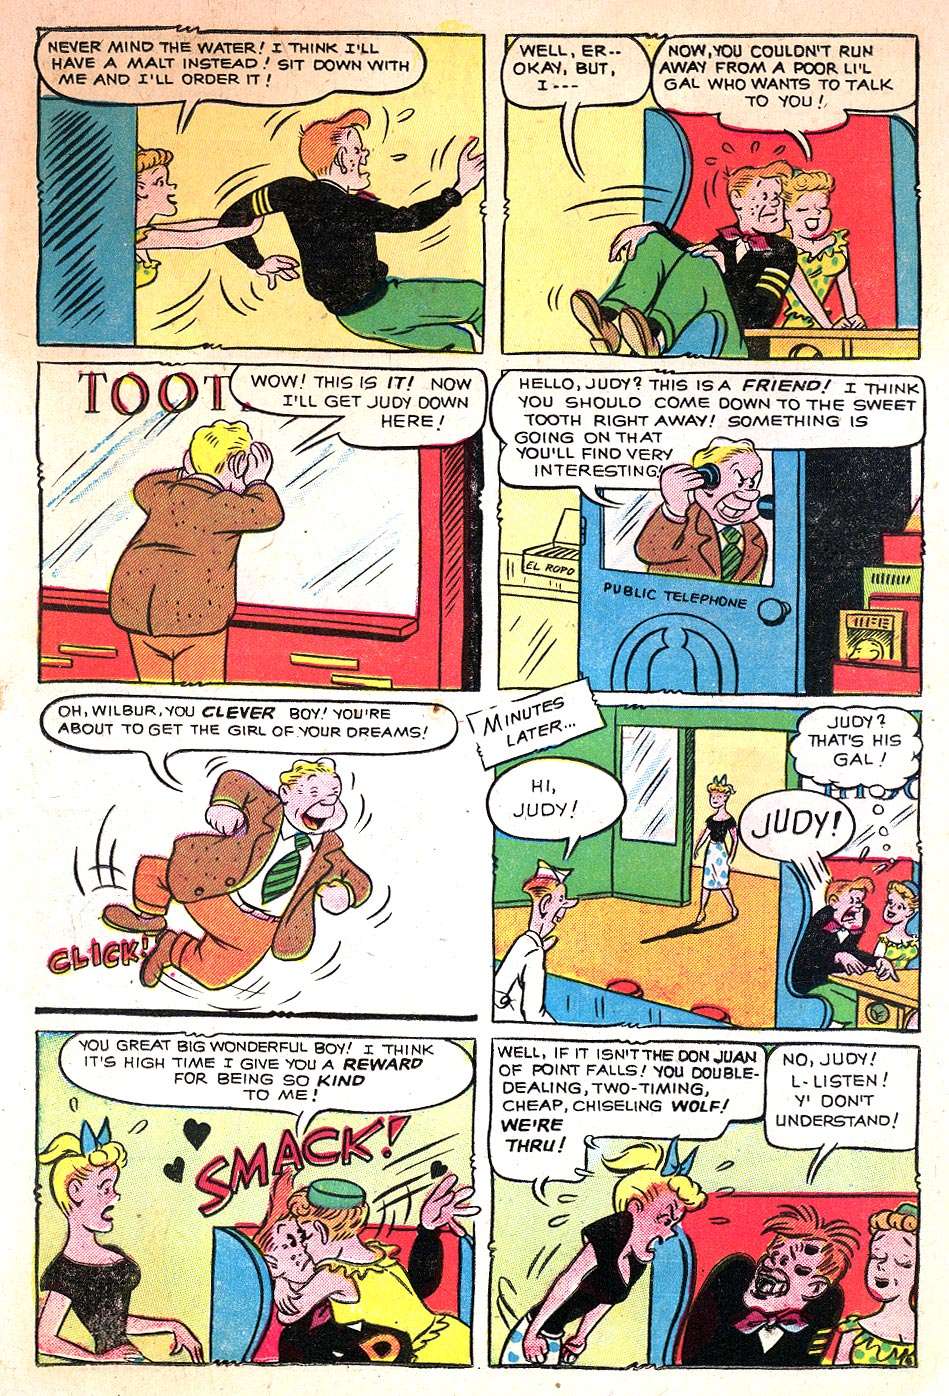 NEVER MIND THE WATER! I THINK I'LL
HAVE A MALT INSTEAD! SIT DOWN WITH
ME AND I'LL ORDER IT!
WELL, ER--
OKAY, BUT,
I---
NOW, YOU COULDN'T RUN
AWAY FROM A POOR LI'L
GAL WHO WANTS TO TALK
TO YOU!
TOOT
WOW! THIS IS IT! NOW
I'LL GET JUDY DOWN
HERE!
HELLO, JUDY? THIS IS A FRIEND! I THINK
YOU SHOULD COME DOWN TO THE SWEET
TOOTH RIGHT AWAY! SOMETHING IS
GOING ON THAT
YOU'LL FIND VERY
INTERESTING!
EL ROPO
PUBLIC TELEPHONE
OH, WILBUR, YOU CLEVER BOY! YOU'RE
ABOUT TO GET THE GIRL OF YOUR DREAMS!
CLICK!
MINUTES
LATER...
HI,
JUDY!
JUDY?
THAT'S HIS
GAL!
JUDY!
YOU GREAT BIG WONDERFUL BOY! I THINK
IT'S HIGH TIME I GIVE YOU A REWARD
FOR BEING SO KIND
TO ME!
SMACK!
WELL, IF IT ISN'T THE DON JUAN
OF POINT FALLS! YOU DOUBLE-
DEALING, TWO-TIMING,
CHEAP, CHISELING WOLF!
WE'RE
THRU!
NO, JUDY!
L-LISTEN!
Y' DON'T
UNDERSTAND!